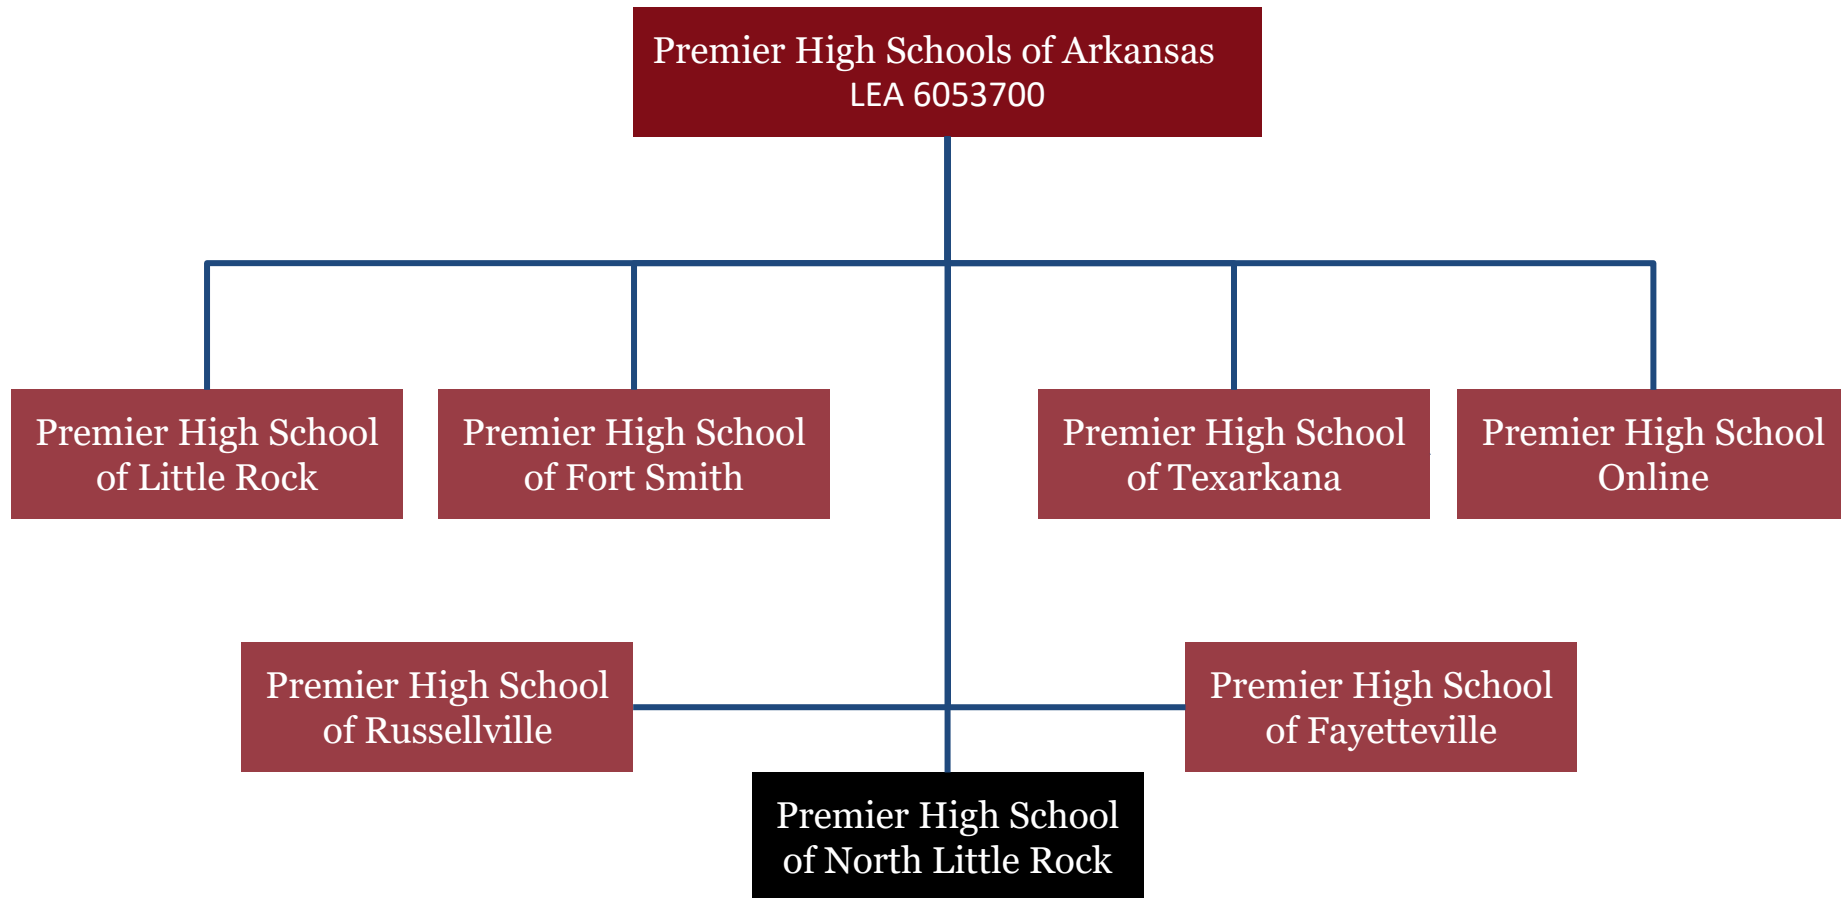 Premier High Schools of Arkansas
LEA 6053700
Premier High School
of Little Rock
Premier High School
of Fort Smith
Premier High School
of Texarkana
Premier High School
Online
Premier High School
of Russellville
Premier High School
of Fayetteville
Premier High School
of North Little Rock